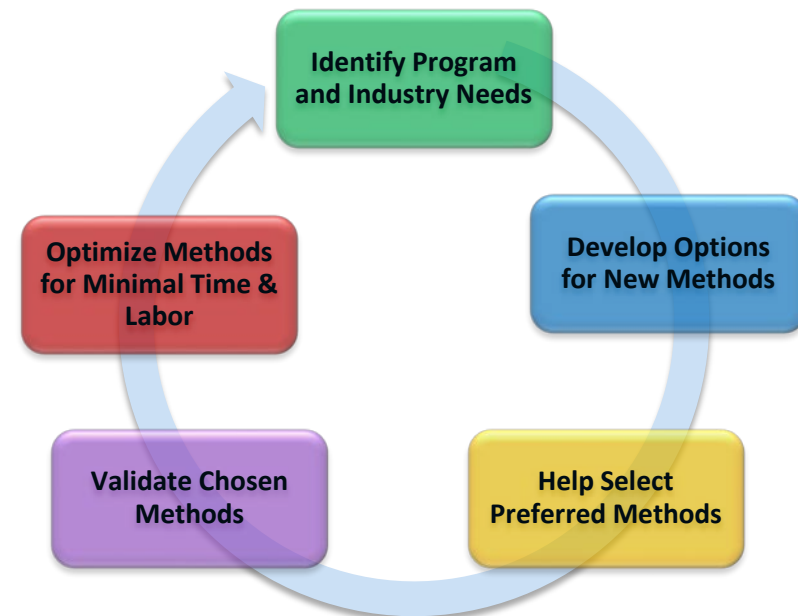 Identify Program
and Industry Needs
Develop Options
for New Methods
Help Select
Preferred Methods
Validate Chosen
Methods
Optimize Methods
for Minimal Time &
Labor